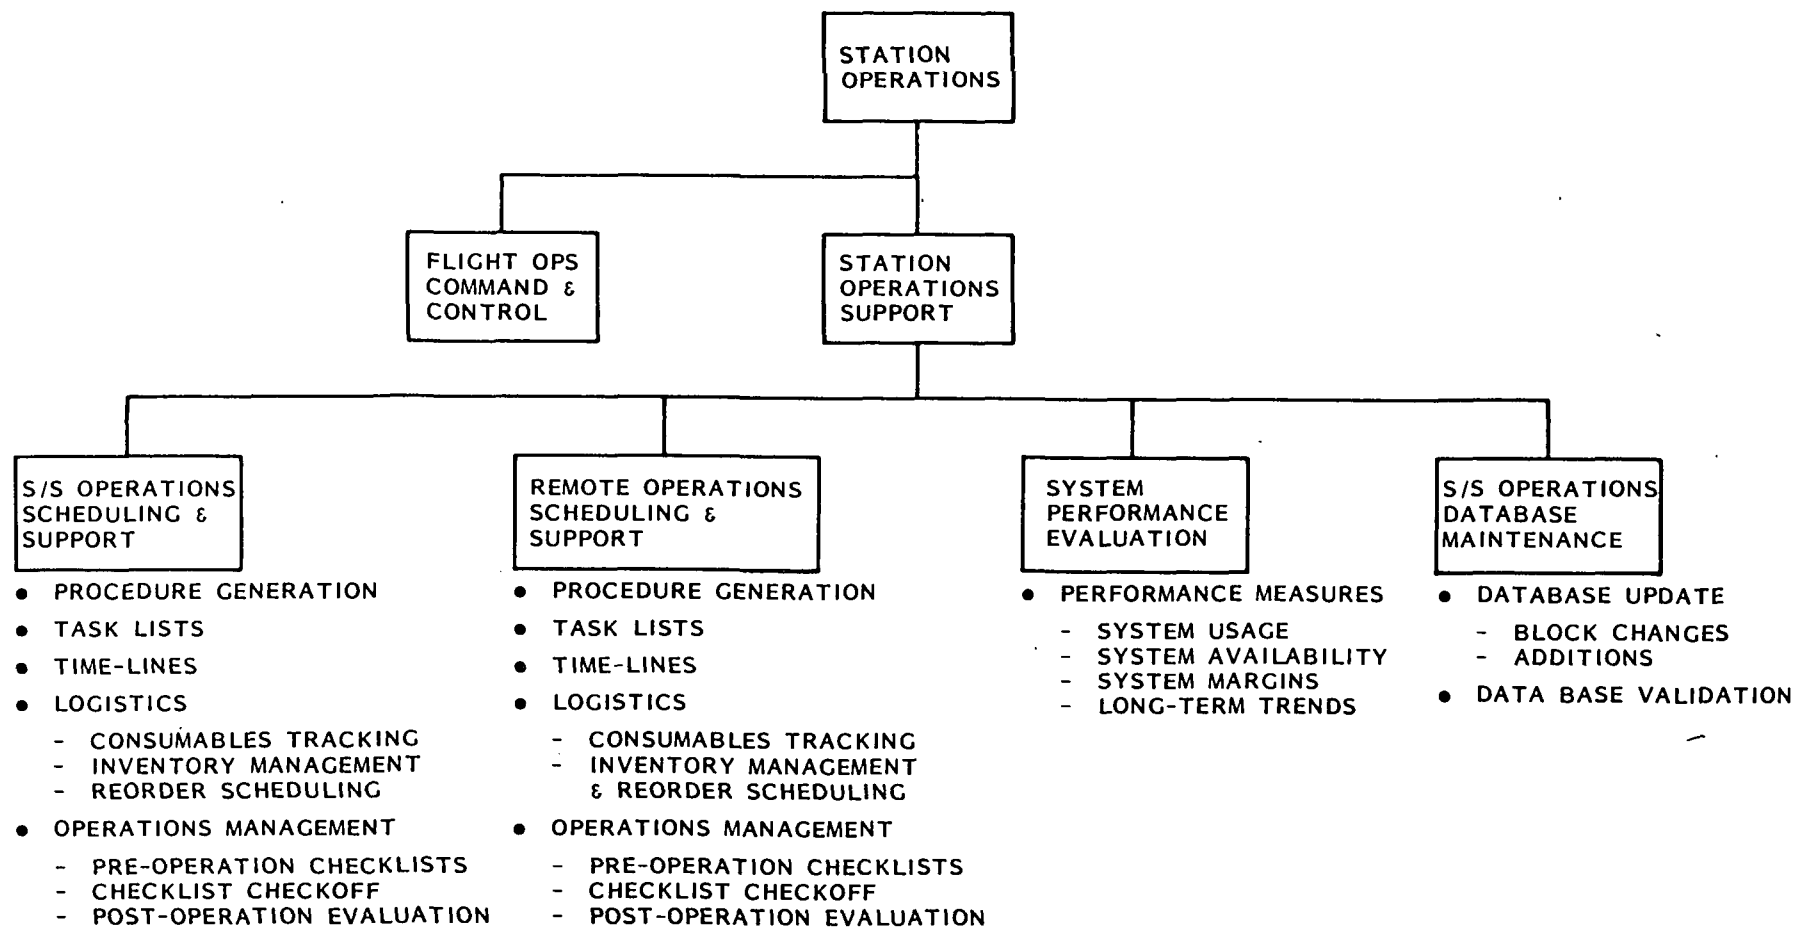 STATION
OPERATIONS
FLIGHT OPS
COMMAND &
CONTROL
STATION
OPERATIONS
SUPPORT
S/S OPERATIONS
SCHEDULING &
SUPPORT
● PROCEDURE GENERATION
● TASK LISTS
● TIME-LINES
● LOGISTICS
- CONSUMABLES TRACKING
- INVENTORY MANAGEMENT
- REORDER SCHEDULING
● OPERATIONS MANAGEMENT
- PRE-OPERATION CHECKLISTS
- CHECKLIST CHECKOFF
- POST-OPERATION EVALUATION
REMOTE OPERATIONS
SCHEDULING &
SUPPORT
● PROCEDURE GENERATION
● TASK LISTS
● TIME-LINES
● LOGISTICS
- CONSUMABLES TRACKING
- INVENTORY MANAGEMENT
& REORDER SCHEDULING
● OPERATIONS MANAGEMENT
- PRE-OPERATION CHECKLISTS
- CHECKLIST CHECKOFF
- POST-OPERATION EVALUATION
SYSTEM
PERFORMANCE
EVALUATION
● PERFORMANCE MEASURES
- SYSTEM USAGE
- SYSTEM AVAILABILITY
- SYSTEM MARGINS
- LONG-TERM TRENDS
S/S OPERATIONS
DATABASE
MAINTENANCE
● DATABASE UPDATE
- BLOCK CHANGES
- ADDITIONS
● DATA BASE VALIDATION